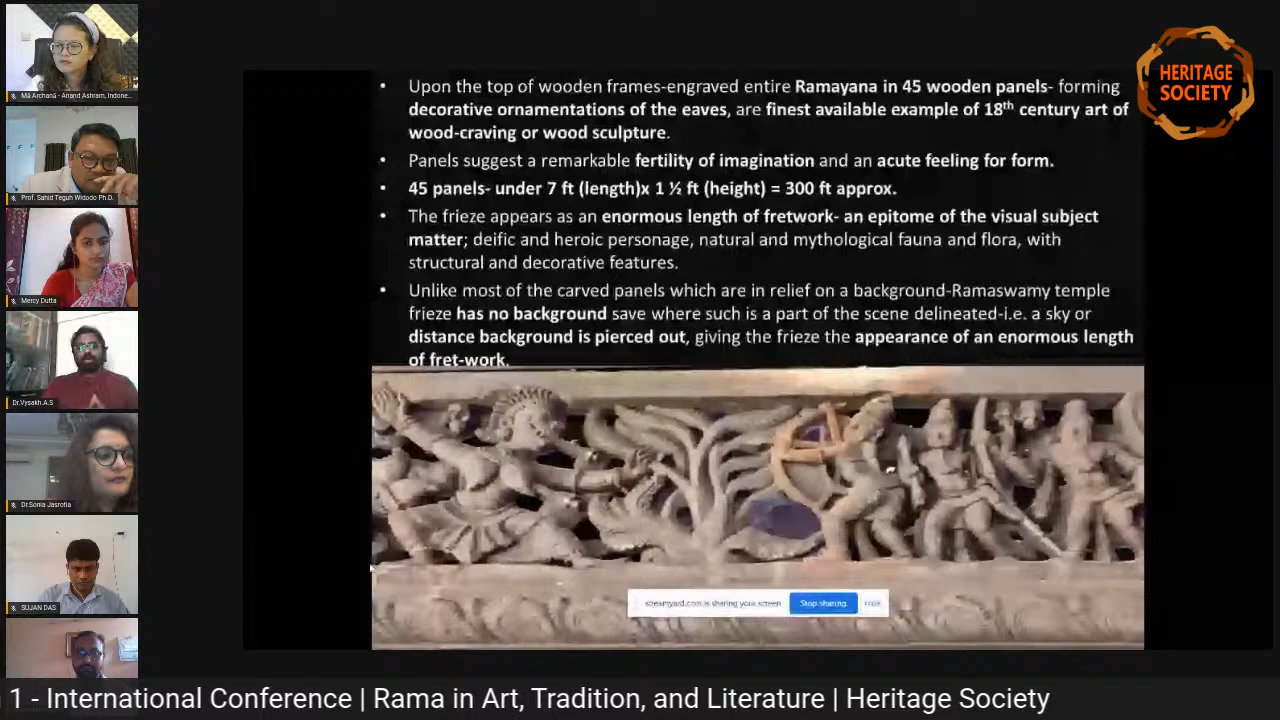 HERITAGE
SOCIETY
• Upon the top of wooden frames-engraved entire Ramayana in 45 wooden panels- forming
decorative ornamentations of the eaves, are finest available example of 18th century art of
wood-craving or wood sculpture.
• Panels suggest a remarkable fertility of imagination and an acute feeling for form.
• 45 panels- under 7 ft (length)x 1 ½ ft (height) = 300 ft approx.
• The frieze appears as an enormous length of fretwork- an epitome of the visual subject
matter; deific and heroic personage, natural and mythological fauna and flora, with
structural and decorative features.
• Unlike most of the carved panels which are in relief on a background-Ramaswamy temple
frieze has no background save where such is a part of the scene delineated-i.e. a sky or
distance background is pierced out, giving the frieze the appearance of an enormous length
of fret-work.
Mā Archanā - Anand Ashram, Indone...
Prof. Sahid Teguh Widodo Ph.D.
Mercy Dutta
Dr.Vysakh.A.S
Dr.Sonia Jasrotia
SUJAN DAS
streamyard.com is sharing your screen
Stop sharing
Hide
1 - International Conference | Rama in Art, Tradition, and Literature | Heritage Society